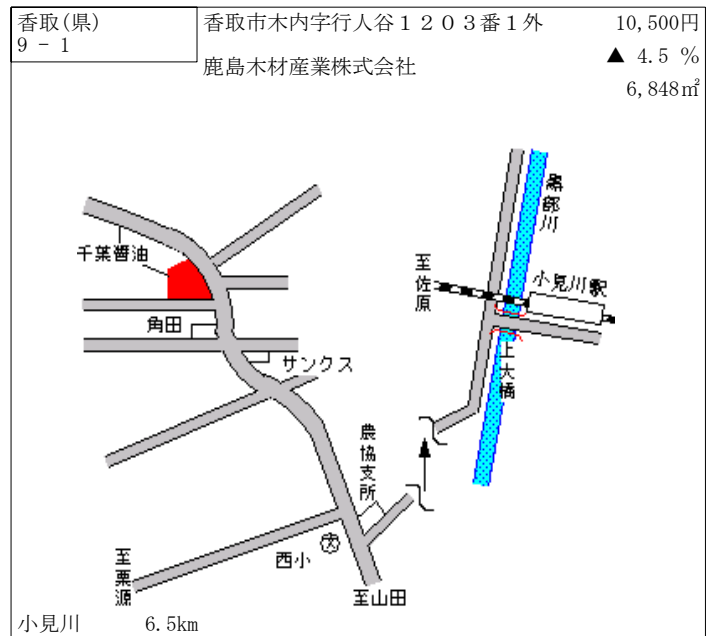 香取(県)
9 - 1
香取市木内字行人谷１２０３番１外
鹿島木材産業株式会社
10,500円
▲ 4.5 %
6,848㎡
千葉醤油
角田
サンクス
農協支所
西小
文
至栗源
至山田
至佐原
黒部川
小見川駅
上大橋
小見川 6.5km